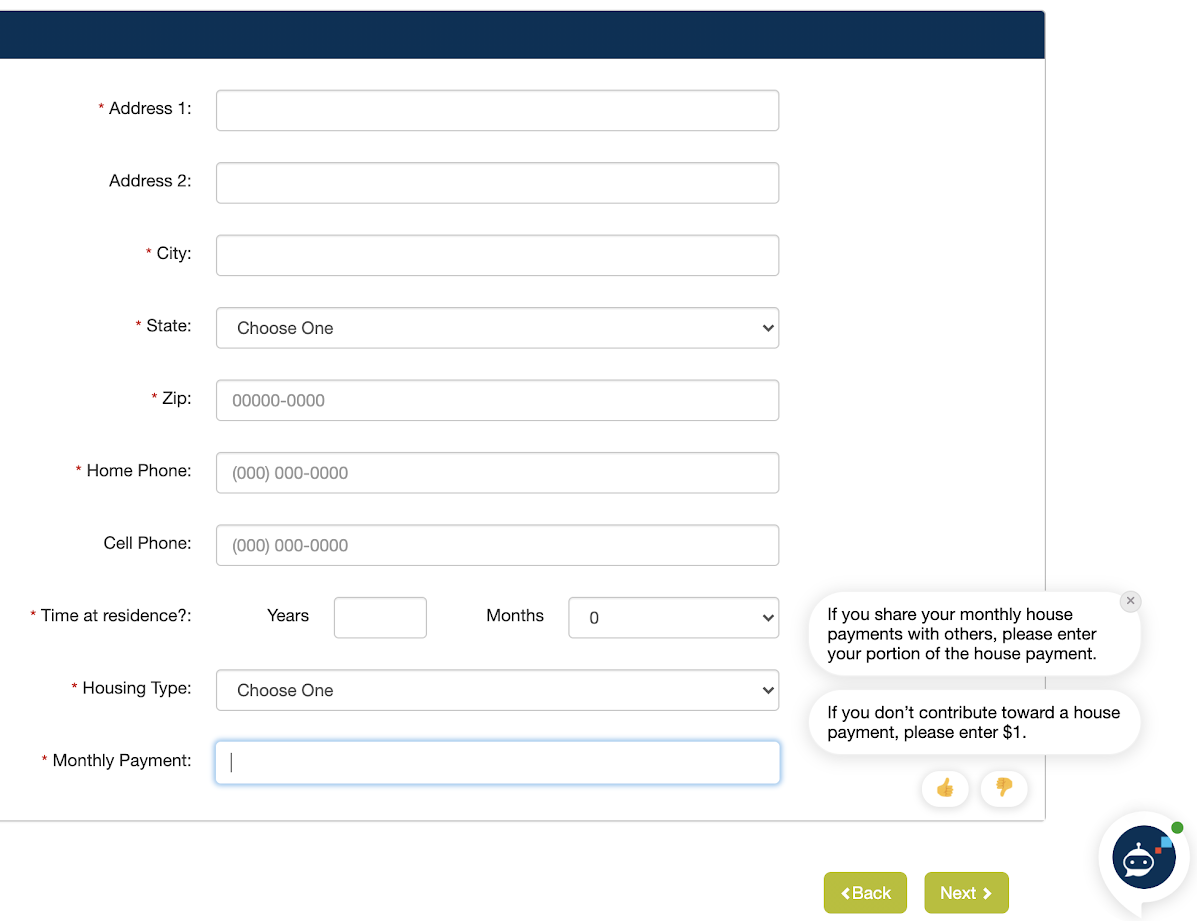 * Address 1:
Address 2:
* City:
* State:
Choose One
* Zip:
00000-0000
* Home Phone:
(000) 000-0000
Cell Phone:
(000) 000-0000
* Time at residence?:
Years
Months
0
* Housing Type:
Choose One
* Monthly Payment:
If you share your monthly house
payments with others, please enter
your portion of the house payment.
If you don’t contribute toward a house
payment, please enter $1.
Back
Next